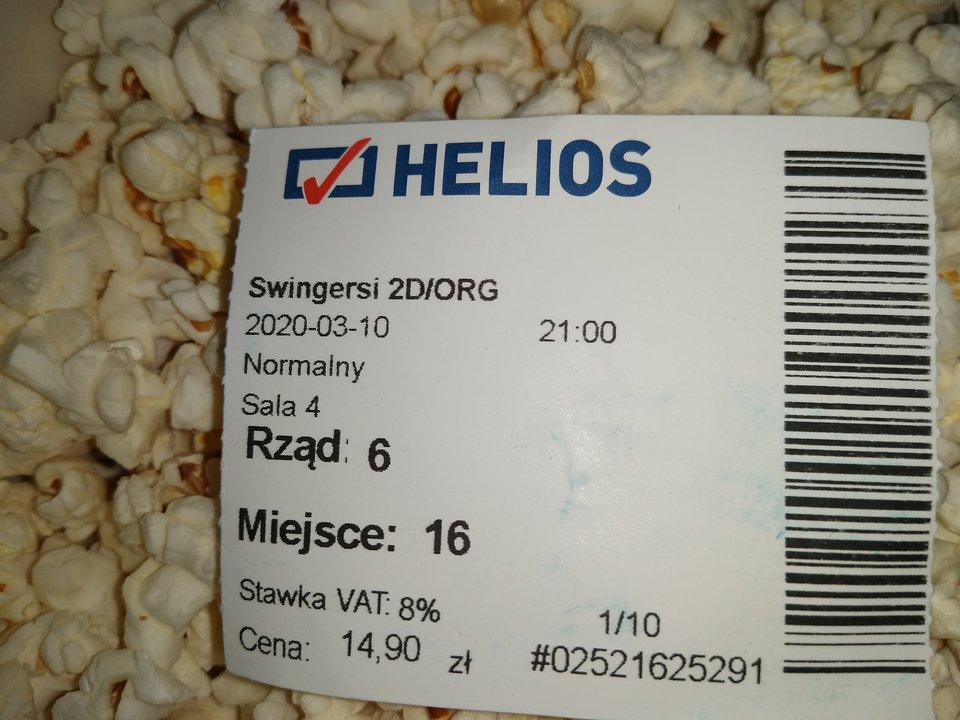 HELIOS
Swingersi 2D/ORG
2020-03-10 21:00
Normalny
Sala 4
Rząd: 6
Miejsce: 16
Stawka VAT: 8% 1/10
Cena: 14,90 zł #02521625291